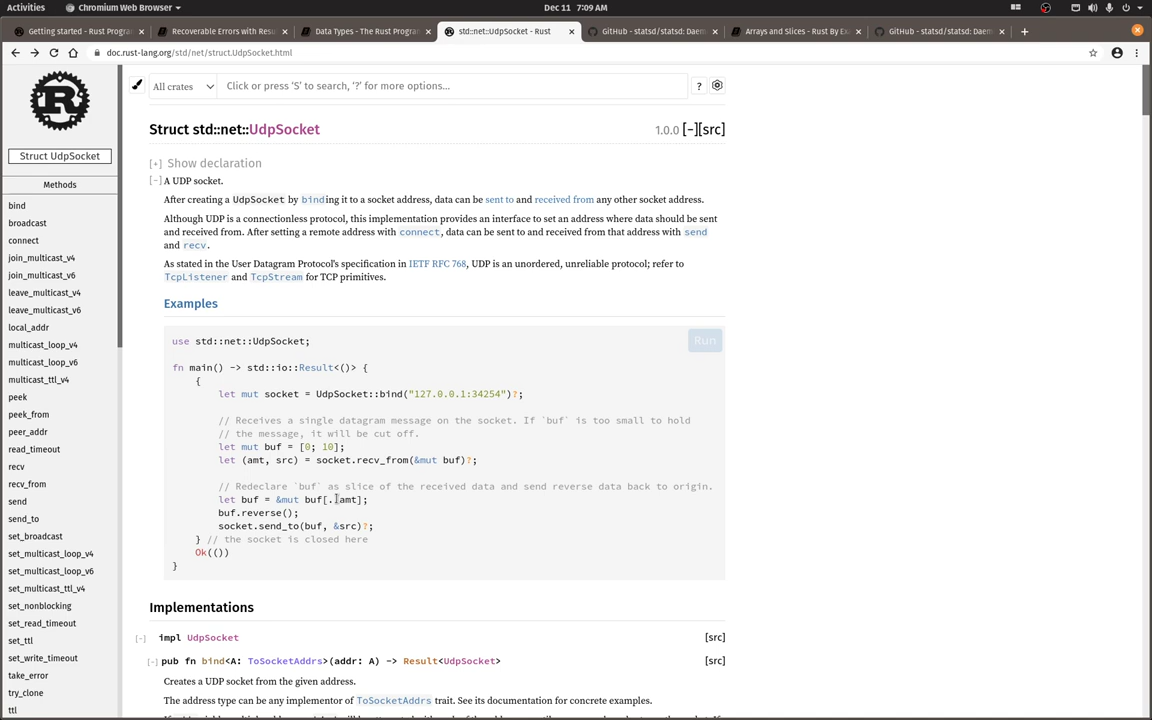 Activities Chromium Web Browser Dec 11 7:09 AM
Getting started - Rust Progra Recoverable Errors with Resu Data Types - The Rust Progra std::net::UdpSocket - Rust GitHub - statsd/statsd: Daem Arrays and Slices - Rust By Ex GitHub - statsd/statsd: Daem
doc.rust-lang.org/std/net/struct.UdpSocket.html
All crates Click or press 'S' to search, '?' for more options... ?
Struct std::net::UdpSocket 1.0.0 [-][src]
[+] Show declaration
[-] A UDP socket.
After creating a UdpSocket by binding it to a socket address, data can be sent to and received from any other socket address.
Although UDP is a connectionless protocol, this implementation provides an interface to set an address where data should be sent
and received from. After setting a remote address with connect, data can be sent to and received from that address with send
and recv.
As stated in the User Datagram Protocol's specification in IETF RFC 768, UDP is an unordered, unreliable protocol; refer to
TcpListener and TcpStream for TCP primitives.
Examples
Run
use std::net::UdpSocket;
fn main() -> std::io::Result<()> {
{
let mut socket = UdpSocket::bind("127.0.0.1:34254")?;
// Receives a single datagram message on the socket. If `buf` is too small to hold
// the message, it will be cut off.
let mut buf = [0; 10];
let (amt, src) = socket.recv_from(&mut buf)?;
// Redeclare `buf` as slice of the received data and send reverse data back to origin.
let buf = &mut buf[..amt];
buf.reverse();
socket.send_to(buf, &src)?;
} // the socket is closed here
Ok(())
}
Implementations
[-] impl UdpSocket [src]
[-] pub fn bind<A: ToSocketAddrs>(addr: A) -> Result<UdpSocket> [src]
Creates a UDP socket from the given address.
The address type can be any implementor of ToSocketAddrs trait. See its documentation for concrete examples.
Struct UdpSocket
Methods
bind
broadcast
connect
join_multicast_v4
join_multicast_v6
leave_multicast_v4
leave_multicast_v6
local_addr
multicast_loop_v4
multicast_loop_v6
multicast_ttl_v4
peek
peek_from
peer_addr
read_timeout
recv
recv_from
send
send_to
set_broadcast
set_multicast_loop_v4
set_multicast_loop_v6
set_multicast_ttl_v4
set_nonblocking
set_read_timeout
set_ttl
set_write_timeout
take_error
try_clone
ttl